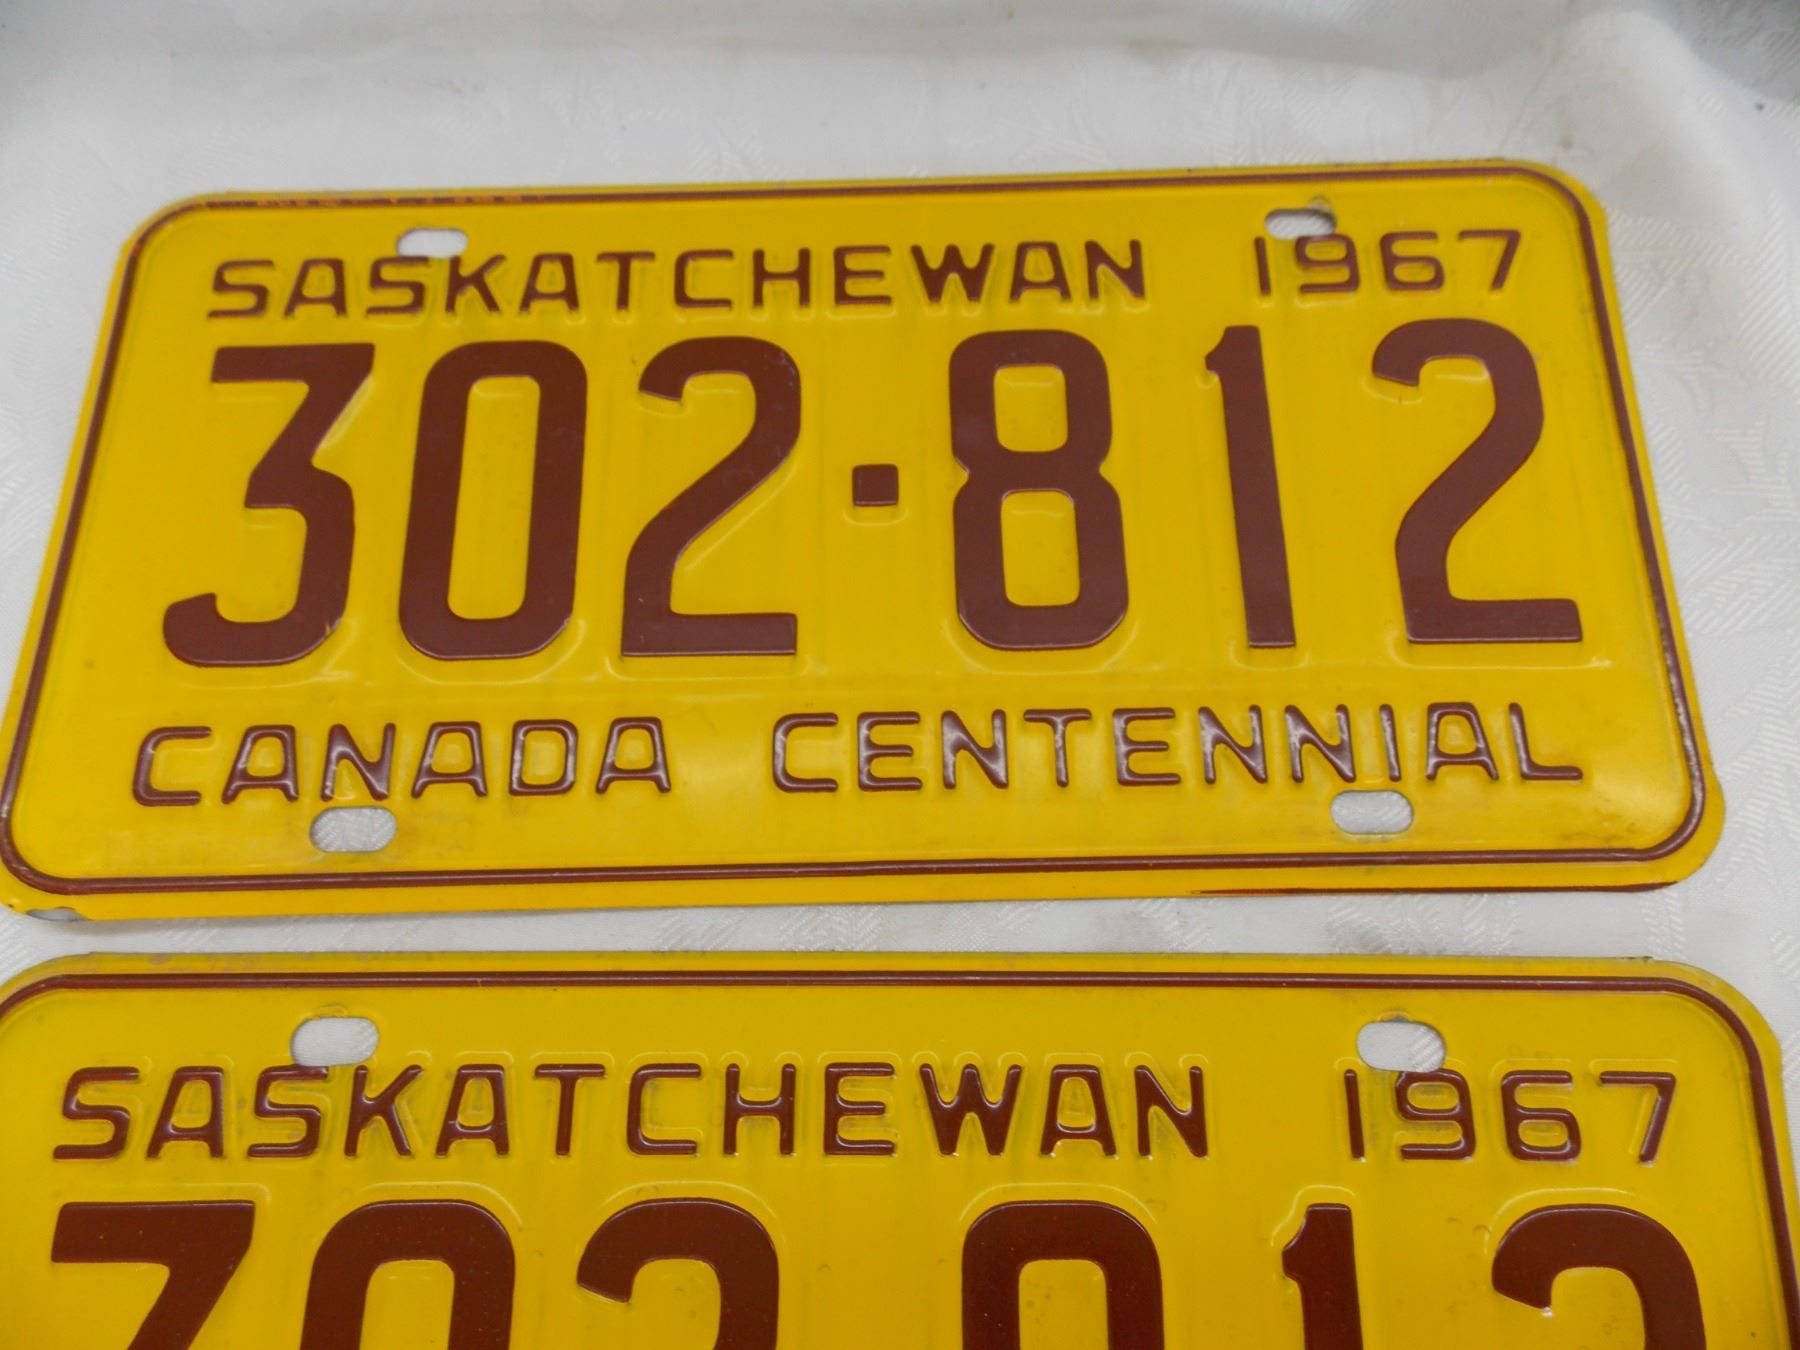 SASKATCHEWAN 1967
302-812
CANADA CENTENNIAL
SASKATCHEWAN 1967